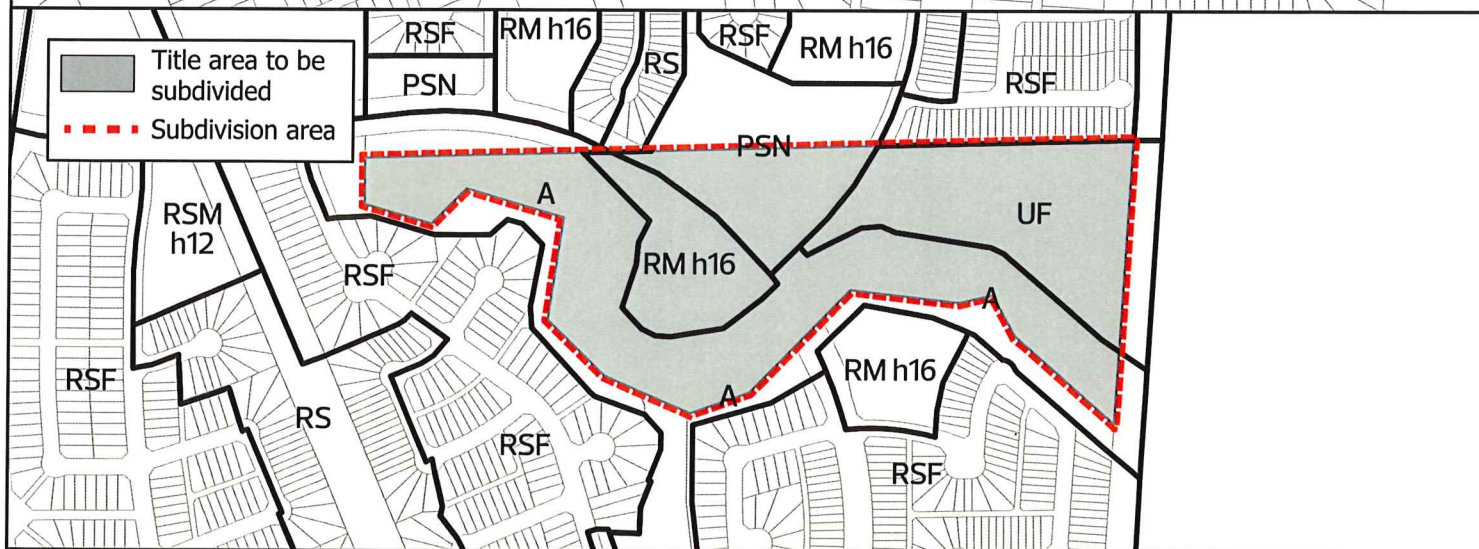 Title area to be
subdivided
Subdivision area
RSF
RM h16
RS
RSF
RM h16
RSF
PSN
PSN
A
RSM
h12
UF
RM h16
RSF
A
RSF
RM h16
A
RS
RSF
RSF